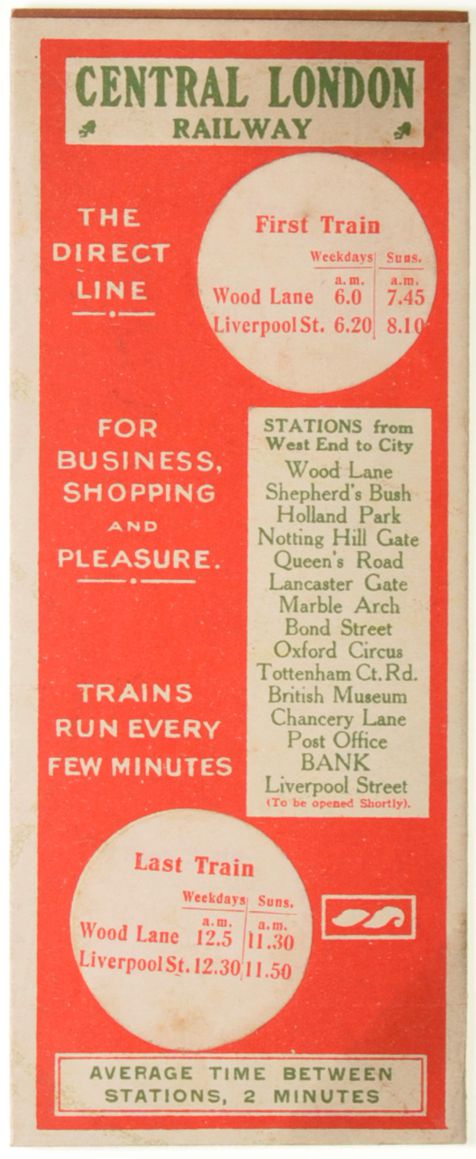 CENTRAL LONDON
RAILWAY
THE
DIRECT
LINE
First Train
Weekdays Suns.
a.m. a.m.
Wood Lane 6.0 7.45
Liverpool St. 6.20 8.10
FOR
BUSINESS,
SHOPPING
AND
PLEASURE.
STATIONS from
West End to City
Wood Lane
Shepherd's Bush
Holland Park
Notting Hill Gate
Queen's Road
Lancaster Gate
Marble Arch
Bond Street
Oxford Circus
Tottenham Ct. Rd.
British Museum
Chancery Lane
Post Office
BANK
Liverpool Street
(To be opened Shortly).
TRAINS
RUN EVERY
FEW MINUTES
Last Train
Weekdays Suns.
a.m. a.m.
Wood Lane 12.5 11.30
Liverpool St. 12.30 11.50
AVERAGE TIME BETWEEN
STATIONS, 2 MINUTES